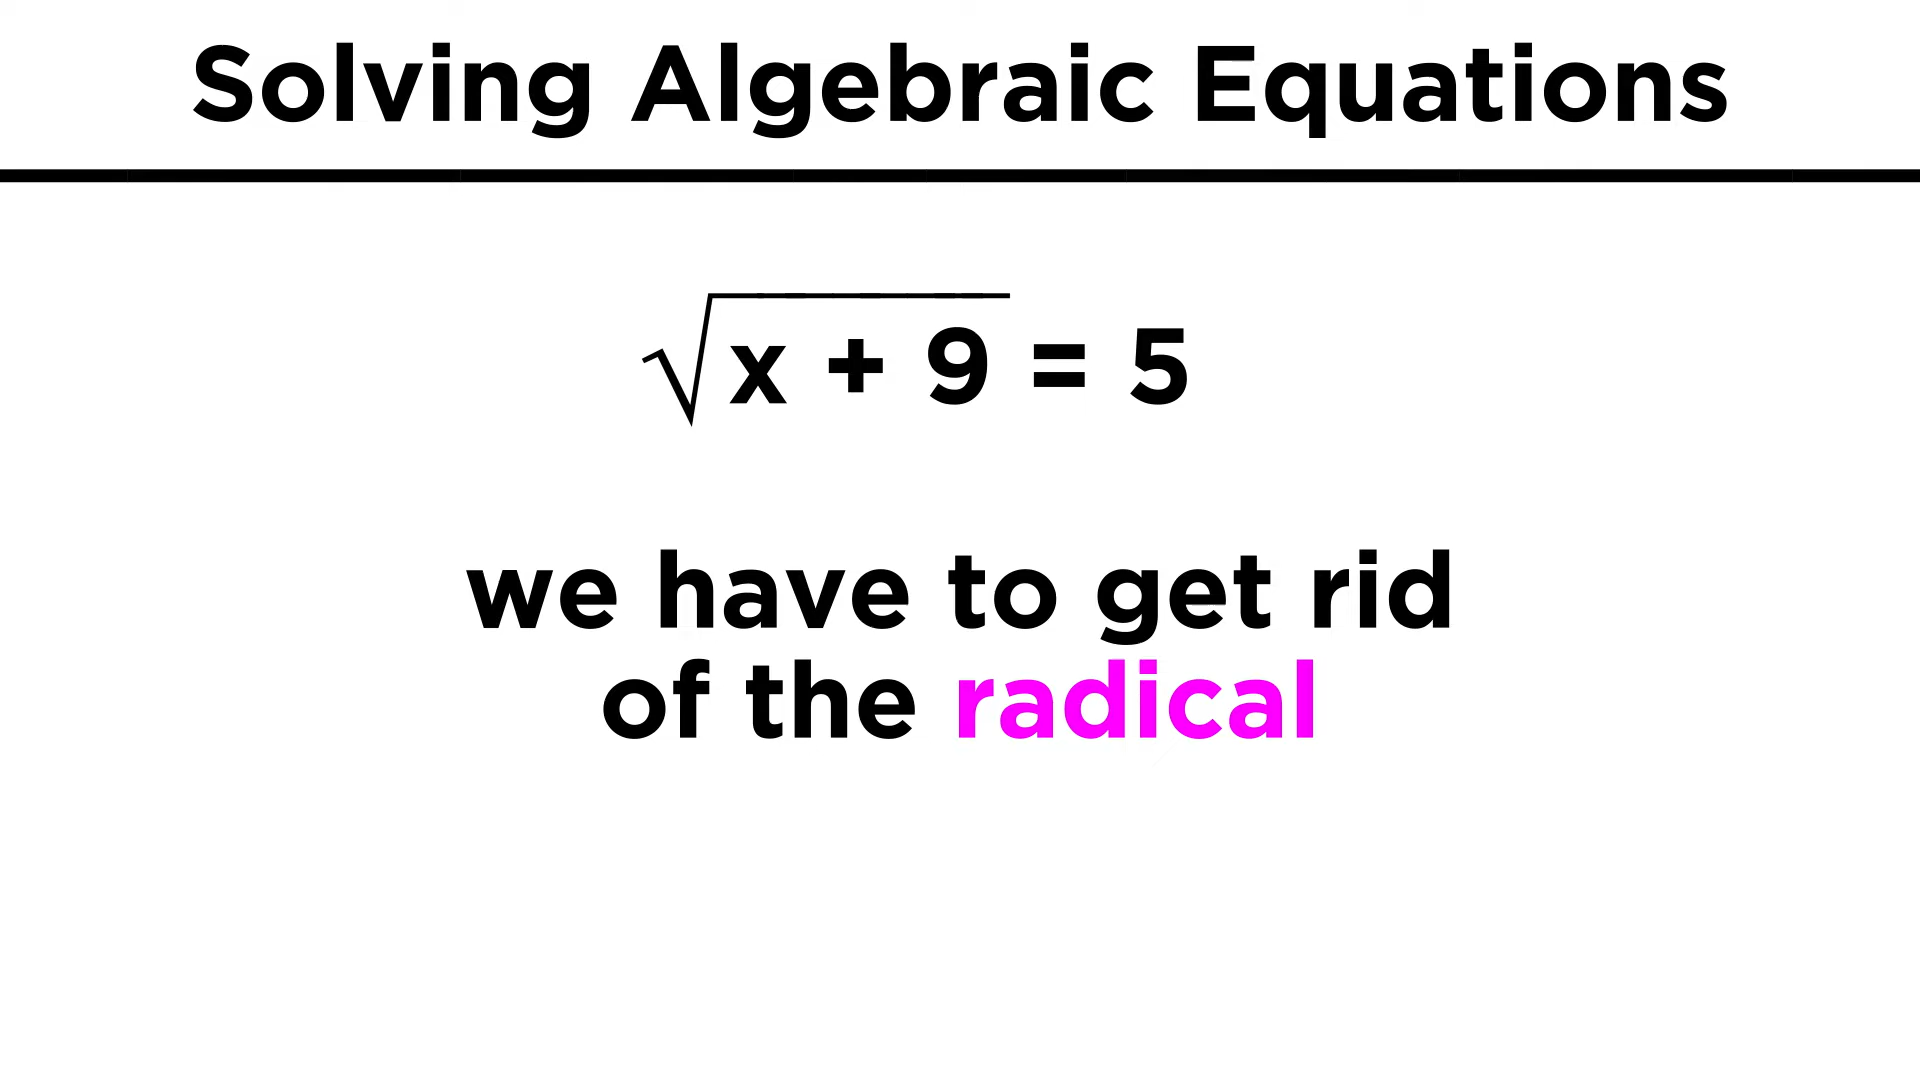 Solving Algebraic Equations
√x + 9 = 5
we have to get rid
of the radical